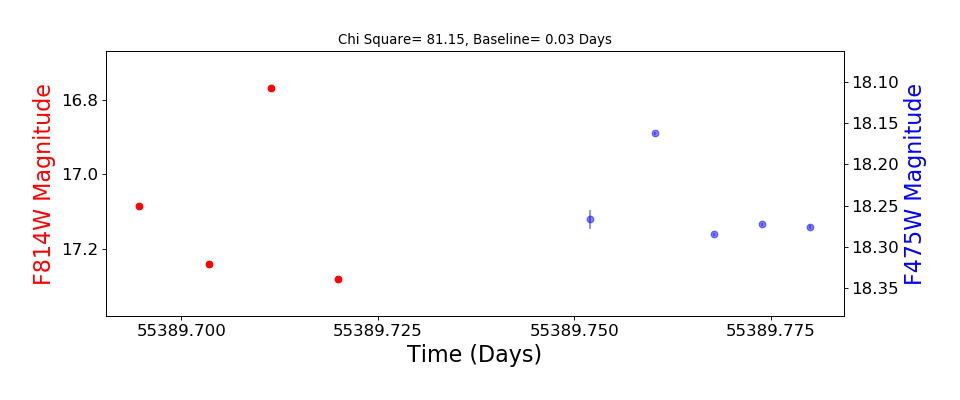 Chi Square= 81.15, Baseline= 0.03 Days
F814W Magnitude
16.8
17.0
17.2
18.10
18.15
18.20
18.25
18.30
18.35
F475W Magnitude
55389.700 55389.725 55389.750 55389.775
Time (Days)